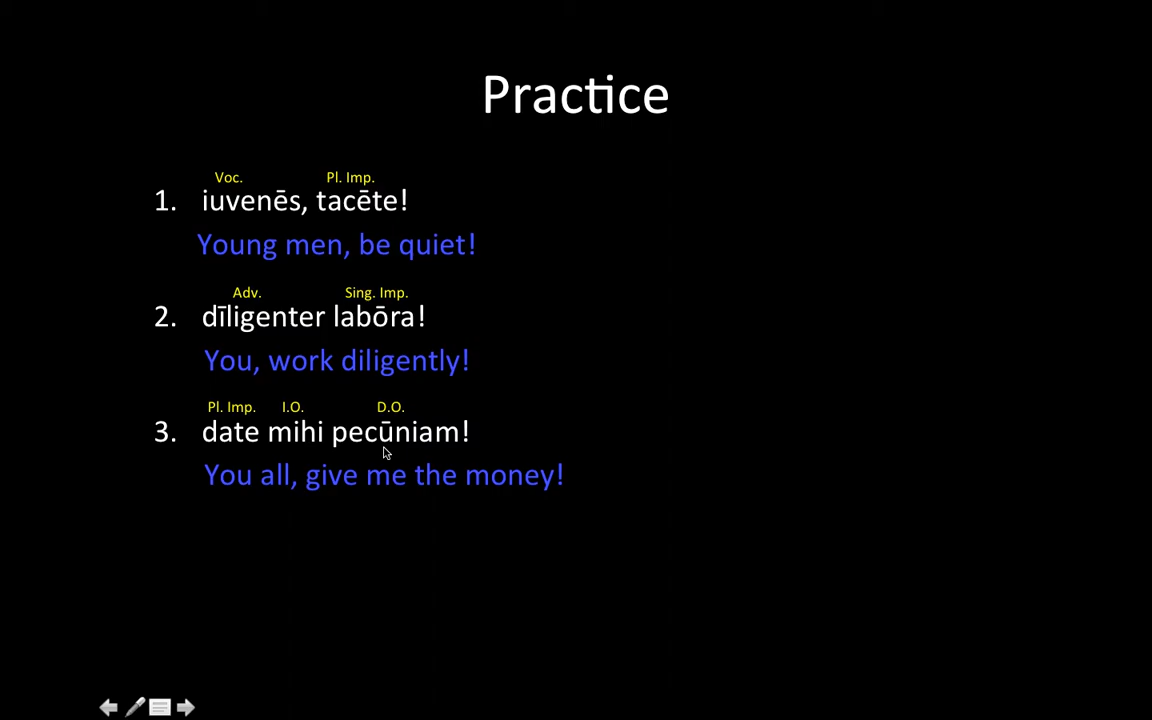 Practice
Voc. Pl. Imp.
1. iuvenēs, tacēte!
Young men, be quiet!
Adv. Sing. Imp.
2. dīligenter labōra!
You, work diligently!
Pl. Imp. I.O. D.O.
3. date mihi pecūniam!
You all, give me the money!